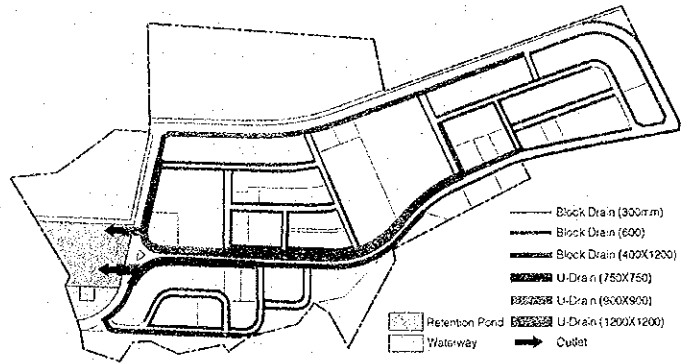 Block Drain (300mm)
Block Drain (600)
Block Drain (400X1200)
U-Drain (750X750)
U-Drain (900X900)
U-Drain (1200X1200)
Outlet
Retention Pond
Waterway